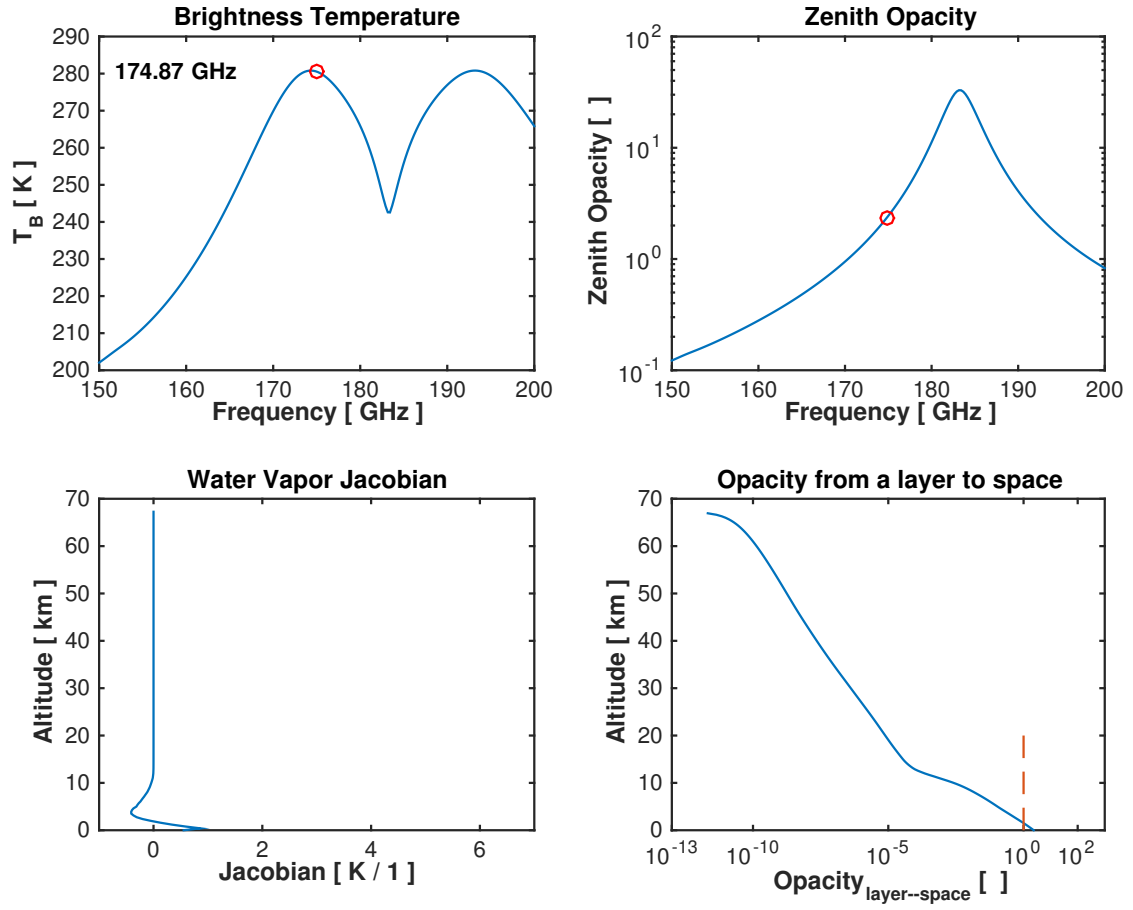 Brightness Temperature
290
280
270
260
250
240
230
220
210
200
T_B [ K ]
174.87 GHz
150 160 170 180 190 200
Frequency [ GHz ]
Zenith Opacity
10^2
10^1
10^0
10^-1
Zenith Opacity [ ]
150 160 170 180 190 200
Frequency [ GHz ]
Water Vapor Jacobian
70
60
50
40
30
20
10
0
Altitude [ km ]
0 2 4 6
Jacobian [ K / 1 ]
Opacity from a layer to space
70
60
50
40
30
20
10
0
Altitude [ km ]
10^-13 10^-10 10^-5 10^0 10^2
Opacity_layer--space [ ]